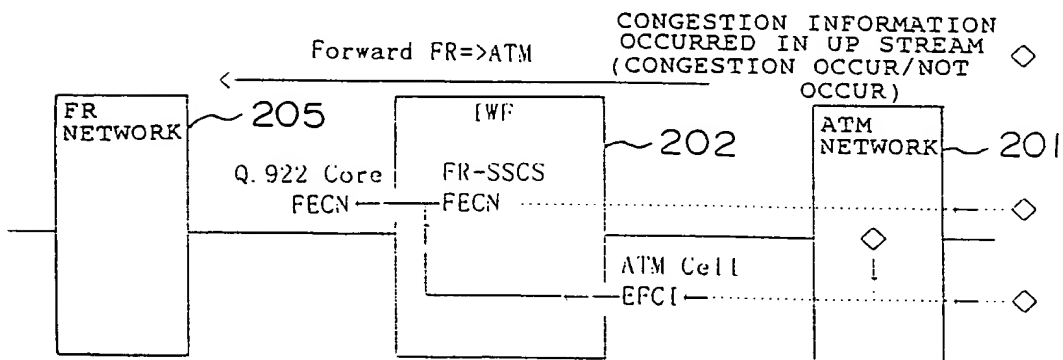 CONGESTION INFORMATION
OCCURRED IN UP STREAM
(CONGESTION OCCUR/NOT
OCCUR)
Forward FR=>ATM
FR
NETWORK
205
IWF
202
ATM
NETWORK
201
Q.922 Core
FR-SSCS
FECN
FECN
ATM Cell
EFCI